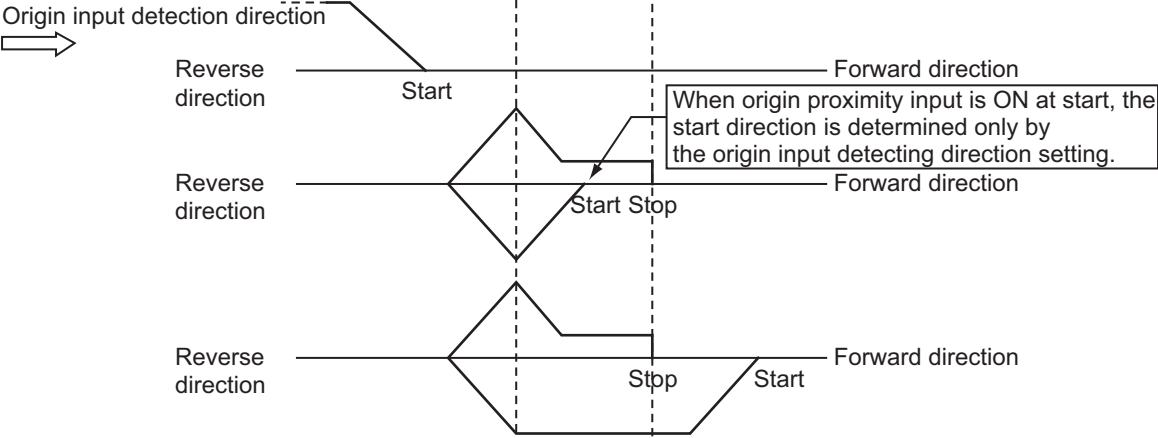 Origin input detection direction
Reverse
direction
Start
Forward direction
When origin proximity input is ON at start, the
start direction is determined only by
the origin input detecting direction setting.
Reverse
direction
Start Stop
Forward direction
Reverse
direction
Stop
Start
Forward direction